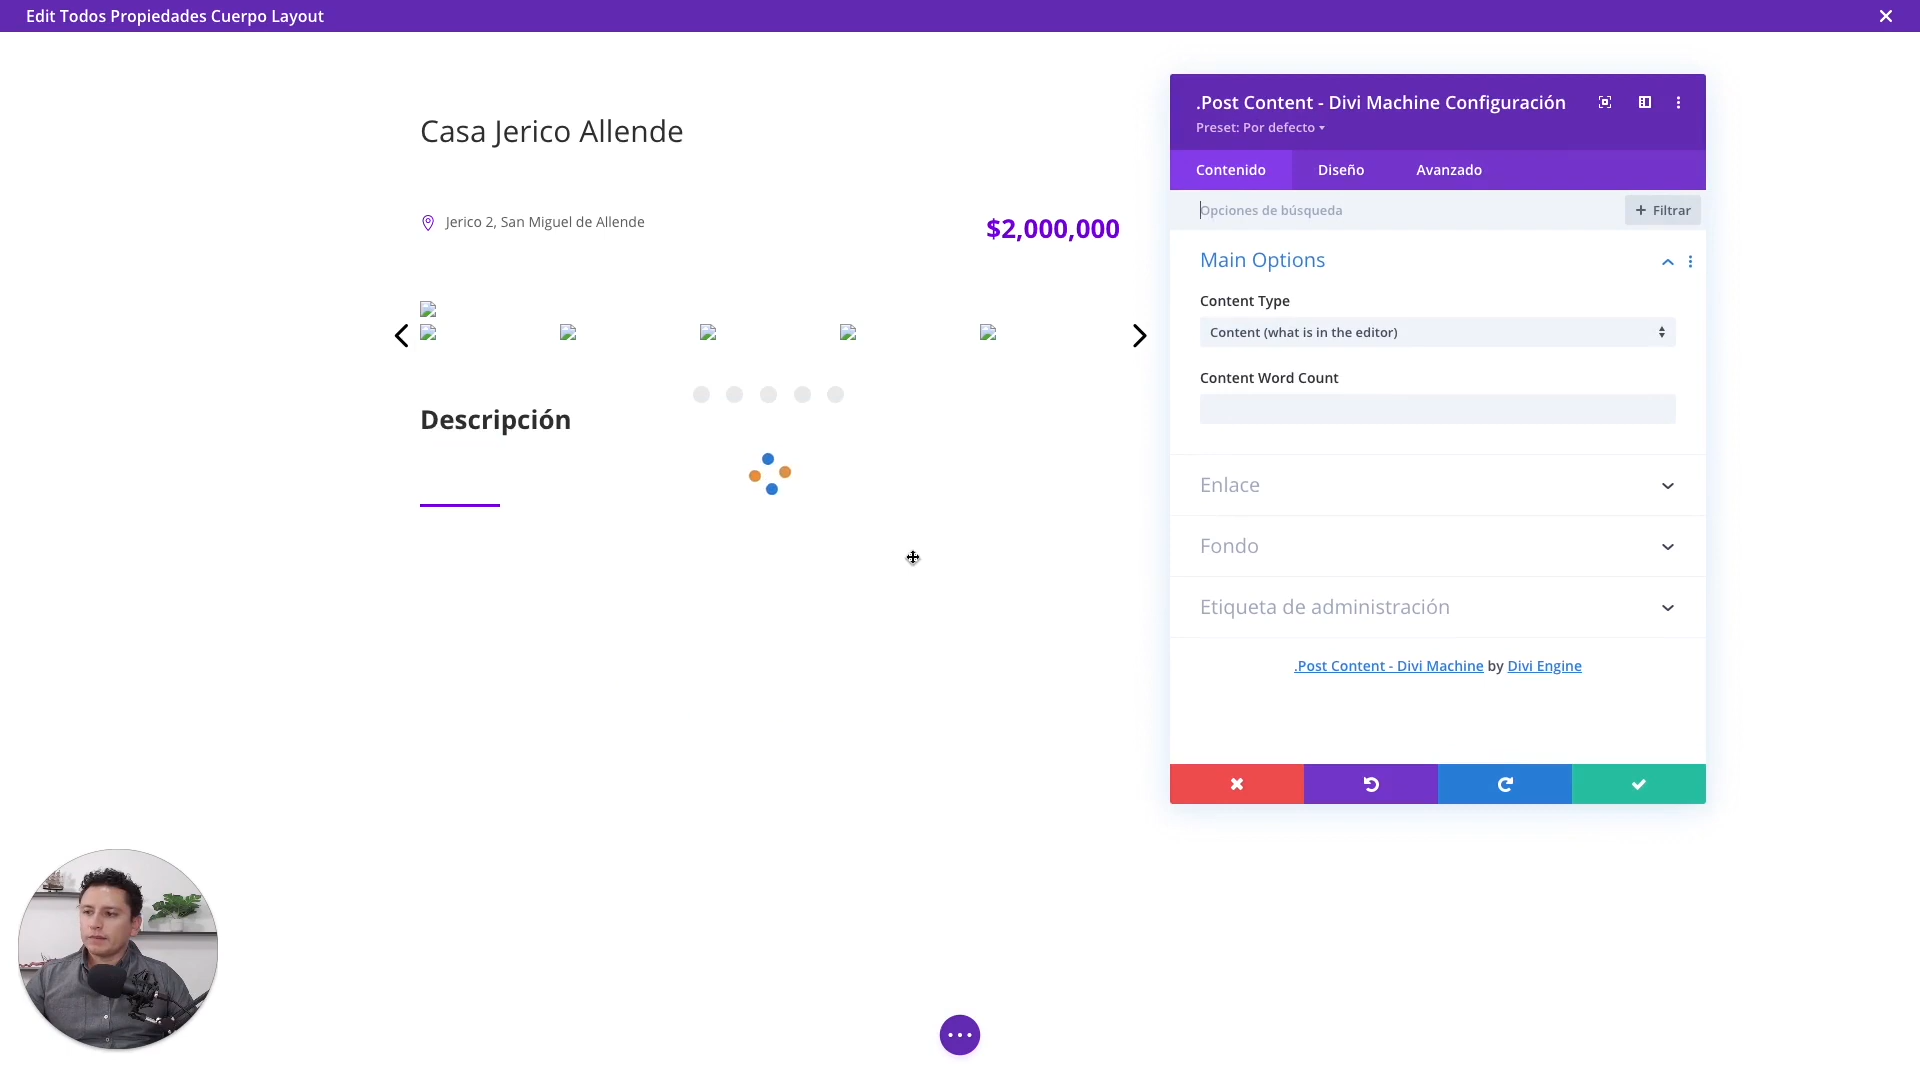 Edit Todos Propiedades Cuerpo Layout
Casa Jerico Allende
Jerico 2, San Miguel de Allende
$2,000,000
Descripción
.Post Content - Divi Machine Configuración
Preset: Por defecto
Contenido
Diseño
Avanzado
Opciones de búsqueda
+ Filtrar
Main Options
Content Type
Content (what is in the editor)
Content Word Count
Enlace
Fondo
Etiqueta de administración
.Post Content - Divi Machine by Divi Engine